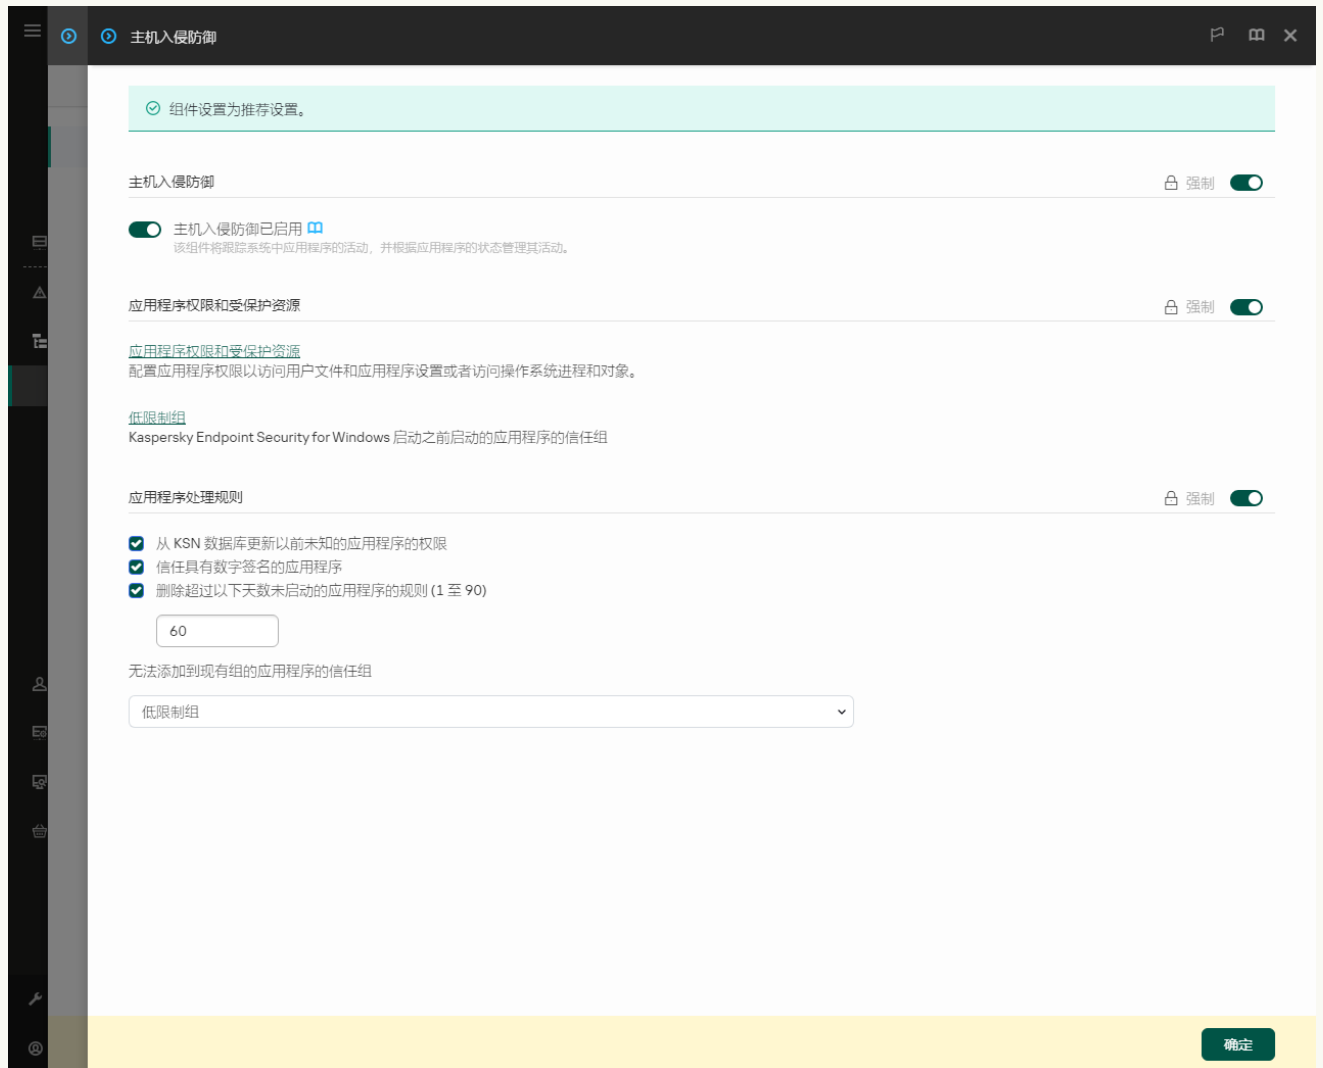 主机入侵防御
组件设置为推荐设置。
主机入侵防御
强制
主机入侵防御已启用
该组件将跟踪系统中应用程序的活动，并根据应用程序的状态管理其活动。
应用程序权限和受保护资源
强制
应用程序权限和受保护资源
配置应用程序权限以访问用户文件和应用程序设置或者访问操作系统进程和对象。
低限制组
Kaspersky Endpoint Security for Windows 启动之前启动的应用程序的信任组
应用程序处理规则
强制
从 KSN 数据库更新以前未知的应用程序的权限
信任具有数字签名的应用程序
删除超过以下天数未启动的应用程序的规则 (1 至 90)
60
无法添加到现有组的应用程序的信任组
低限制组
确定